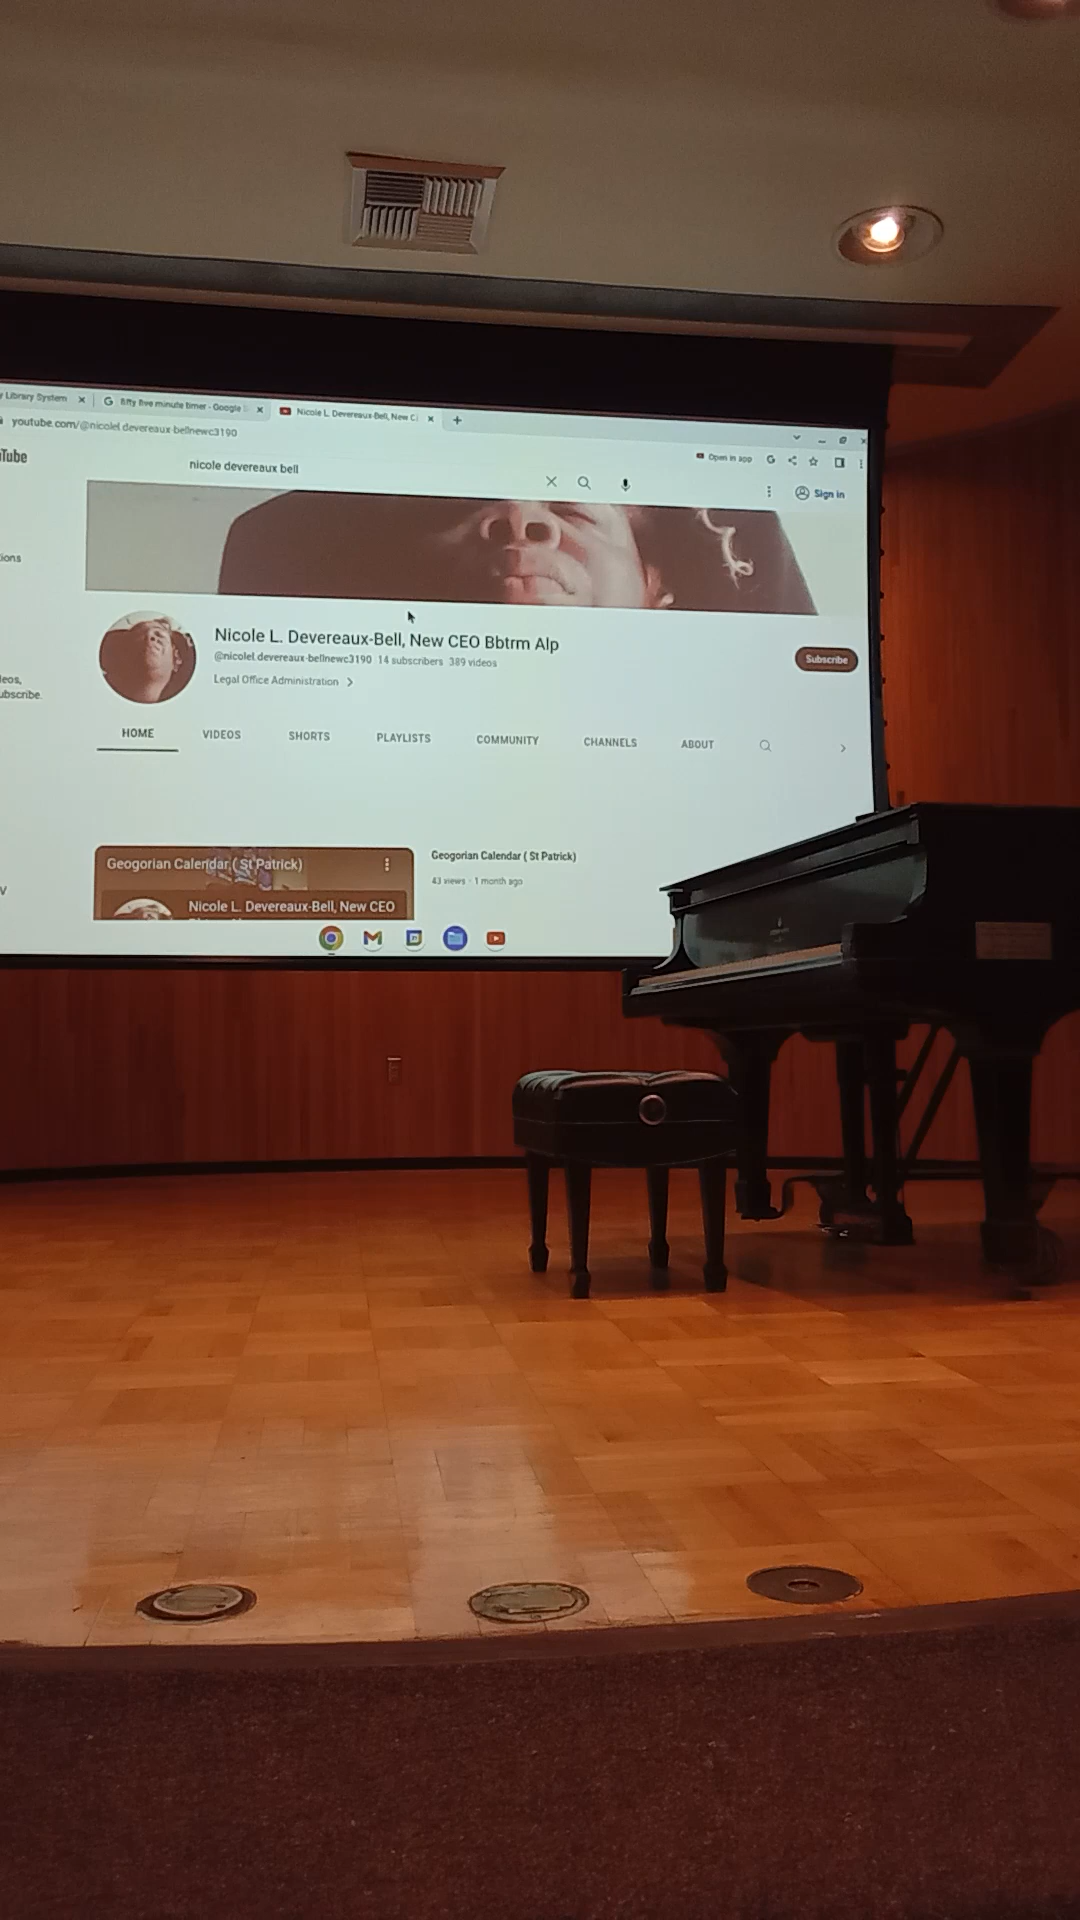 y Library System
fifty five minute timer - Google S
Nicole L. Devereaux-Bell, New C
youtube.com/@nicolel.devereaux-bellnewc3190
Open in app
Tube
nicole devereaux bell
Sign in
ions
Nicole L. Devereaux-Bell, New CEO Bbtrm Alp
@nicolel.devereaux-bellnewc3190 14 subscribers 389 videos
Subscribe
Legal Office Administration
leos,
ubscribe.
HOME VIDEOS SHORTS PLAYLISTS COMMUNITY CHANNELS ABOUT
Geogorian Calendar ( St Patrick)
Geogorian Calendar ( St Patrick)
43 views · 1 month ago
V
Nicole L. Devereaux-Bell, New CEO